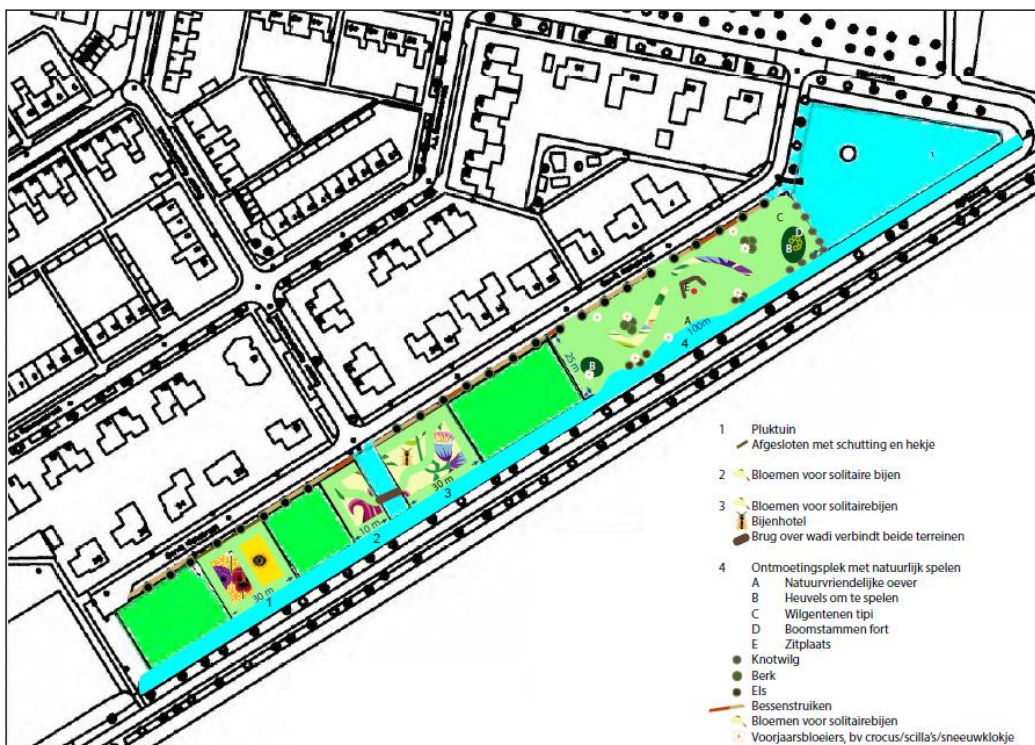 C
D
B
E
A
100m
4
25 m
B
30 m
3
10 m
2
30 m
1
1 Pluktuin
Afgesloten met schutting en hekje
2 Bloemen voor solitaire bijen
3 Bloemen voor solitairebijen
Bijenhotel
Brug over wadi verbindt beide terreinen
4 Ontmoetingsplek met natuurlijk spelen
A Natuurvriendelijke oever
B Heuvels om te spelen
C Wilgentenen tipi
D Boomstammen fort
E Zitplaats
Knotwilg
Berk
Els
Bessenstruiken
Bloemen voor solitairebijen
Voorjaarsbloeiers, bv crocus/scilla's/sneeuwklokje